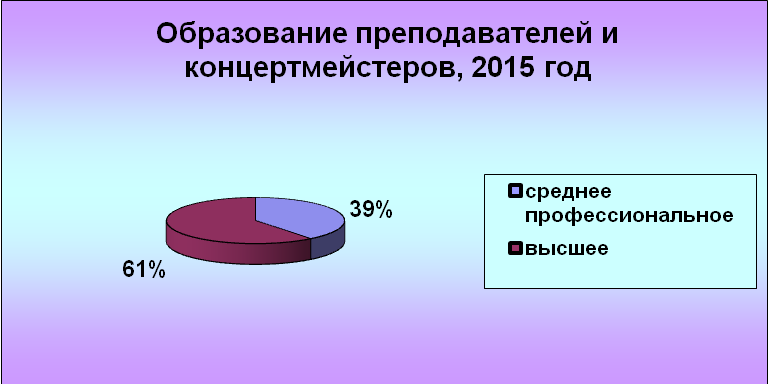 Образование преподавателей и
концертмейстеров, 2015 год
39%
61%
среднее
профессиональное
высшее